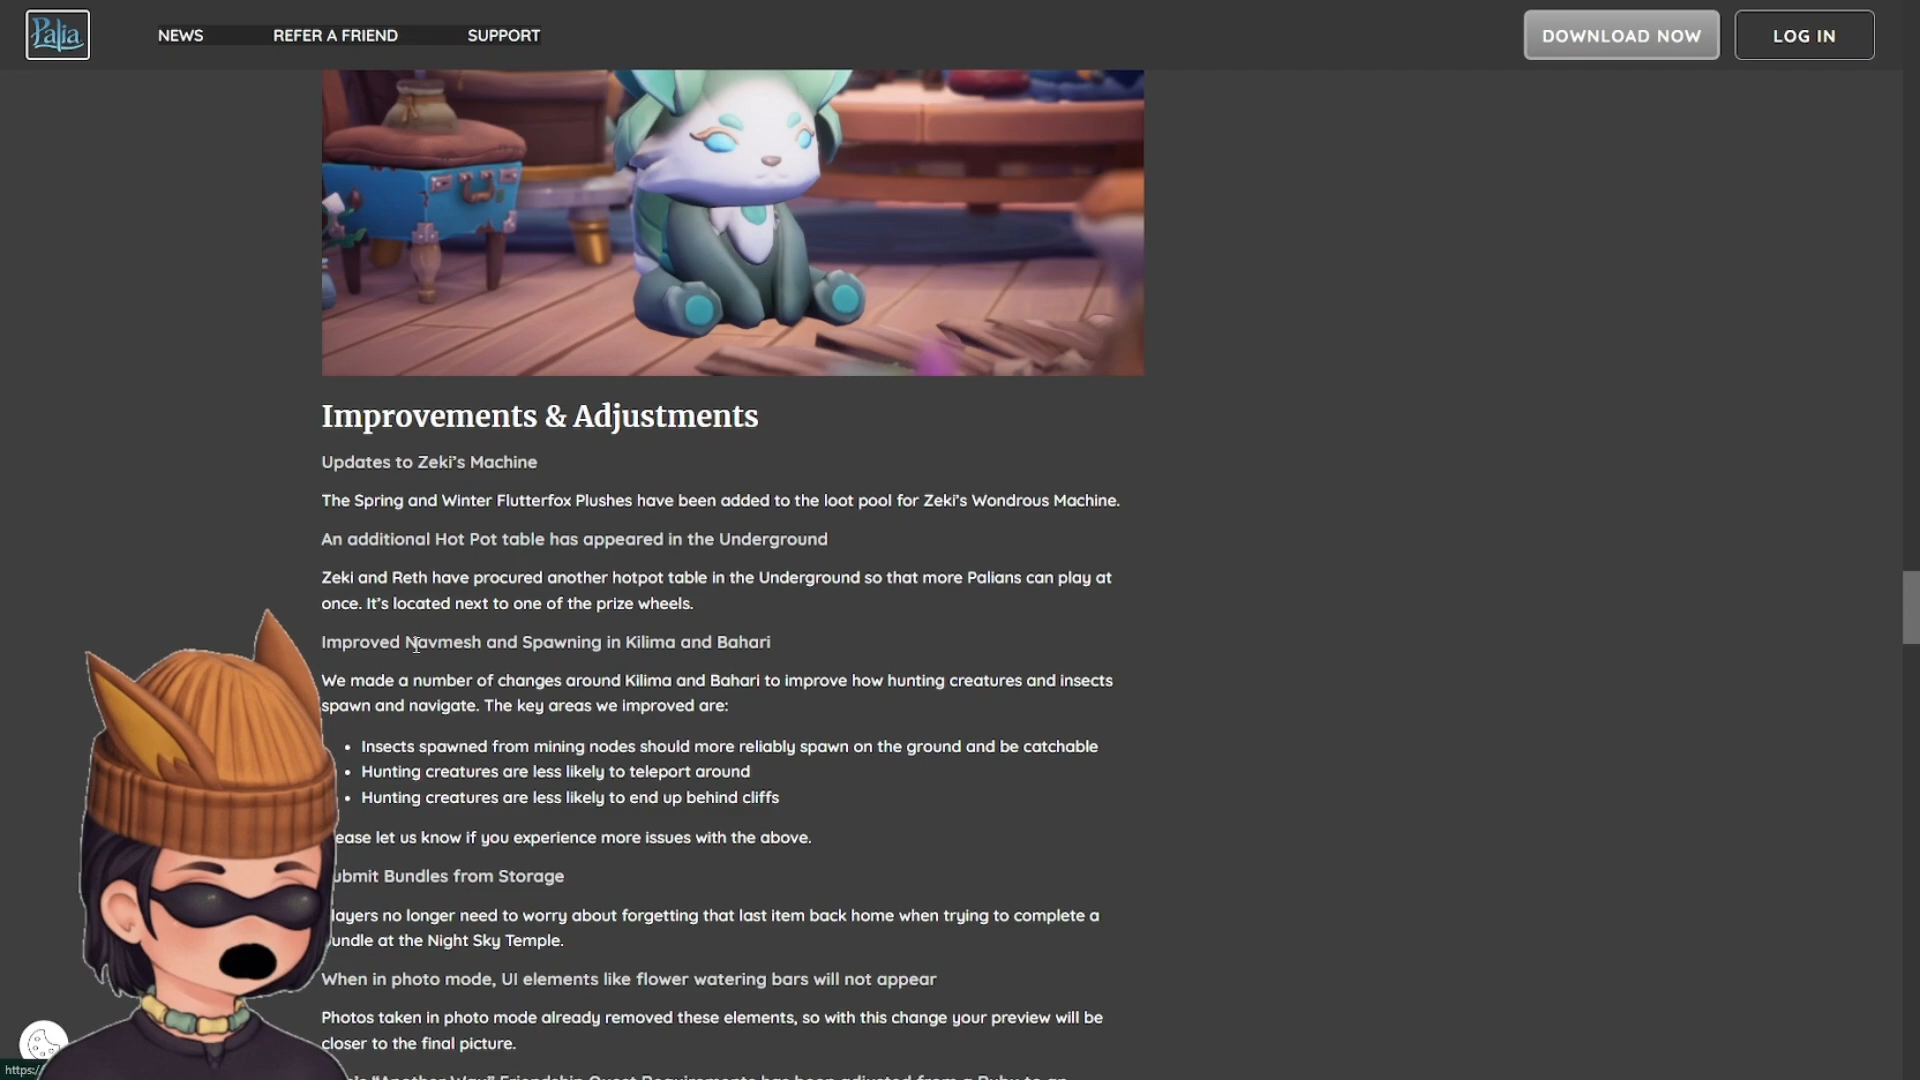 Palia
NEWS
REFER A FRIEND
SUPPORT
DOWNLOAD NOW
LOG IN
Improvements & Adjustments
Updates to Zeki’s Machine
The Spring and Winter Flutterfox Plushes have been added to the loot pool for Zeki’s Wondrous Machine.
An additional Hot Pot table has appeared in the Underground
Zeki and Reth have procured another hotpot table in the Underground so that more Palians can play at
once. It’s located next to one of the prize wheels.
Improved Navmesh and Spawning in Kilima and Bahari
We made a number of changes around Kilima and Bahari to improve how hunting creatures and insects
spawn and navigate. The key areas we improved are:
• Insects spawned from mining nodes should more reliably spawn on the ground and be catchable
• Hunting creatures are less likely to teleport around
• Hunting creatures are less likely to end up behind cliffs
ease let us know if you experience more issues with the above.
ubmit Bundles from Storage
layers no longer need to worry about forgetting that last item back home when trying to complete a
undle at the Night Sky Temple.
When in photo mode, UI elements like flower watering bars will not appear
Photos taken in photo mode already removed these elements, so with this change your preview will be
closer to the final picture.
https:/